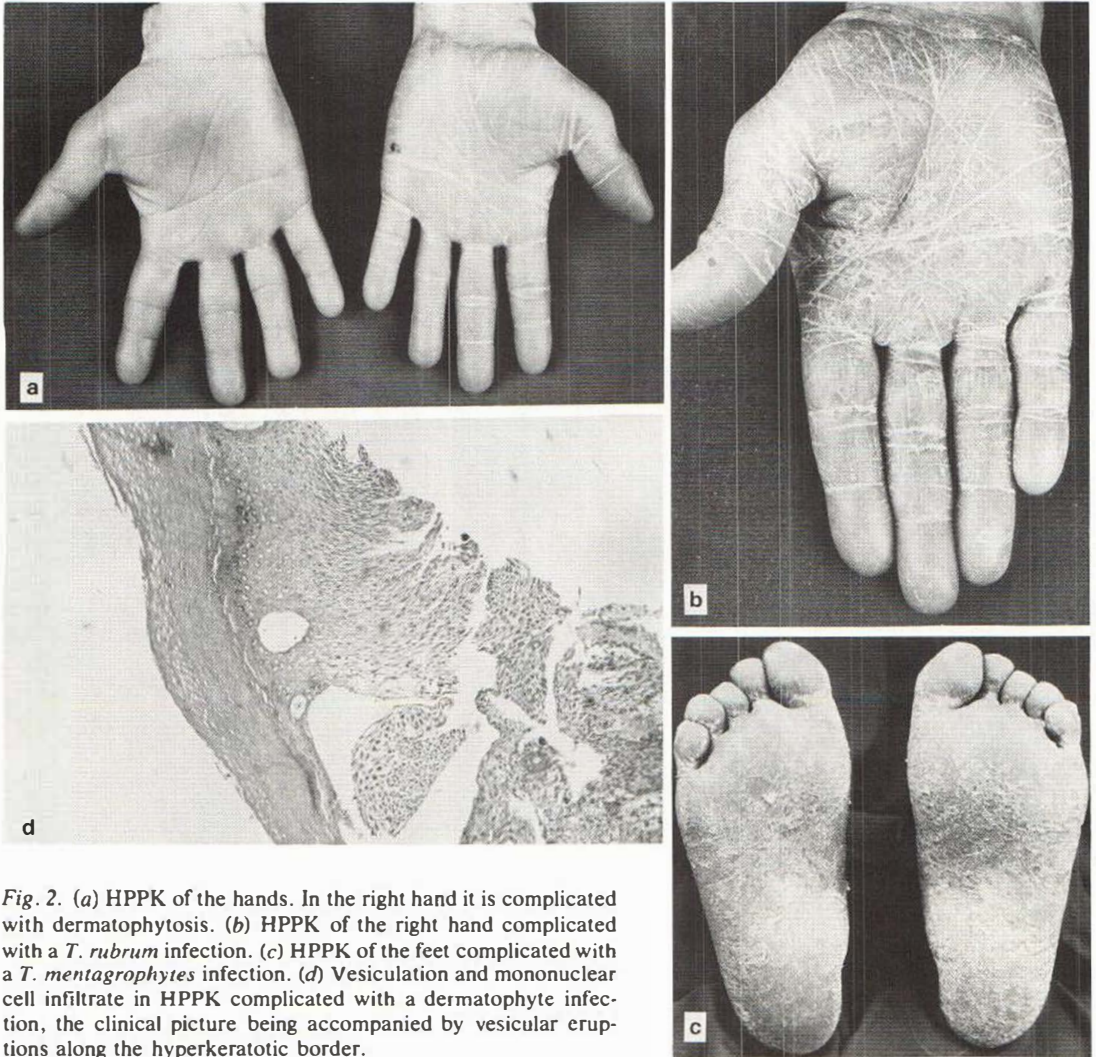 a
b
c
d
Fig. 2. (a) HPPK of the hands. In the right hand it is complicated
with dermatophytosis. (b) HPPK of the right hand complicated
with a T. rubrum infection. (c) HPPK of the feet complicated with
a T. mentagrophytes infection. (d) Vesiculation and mononuclear
cell infiltrate in HPPK complicated with a dermatophyte infec-
tion, the clinical picture being accompanied by vesicular erup-
tions along the hyperkeratotic border.